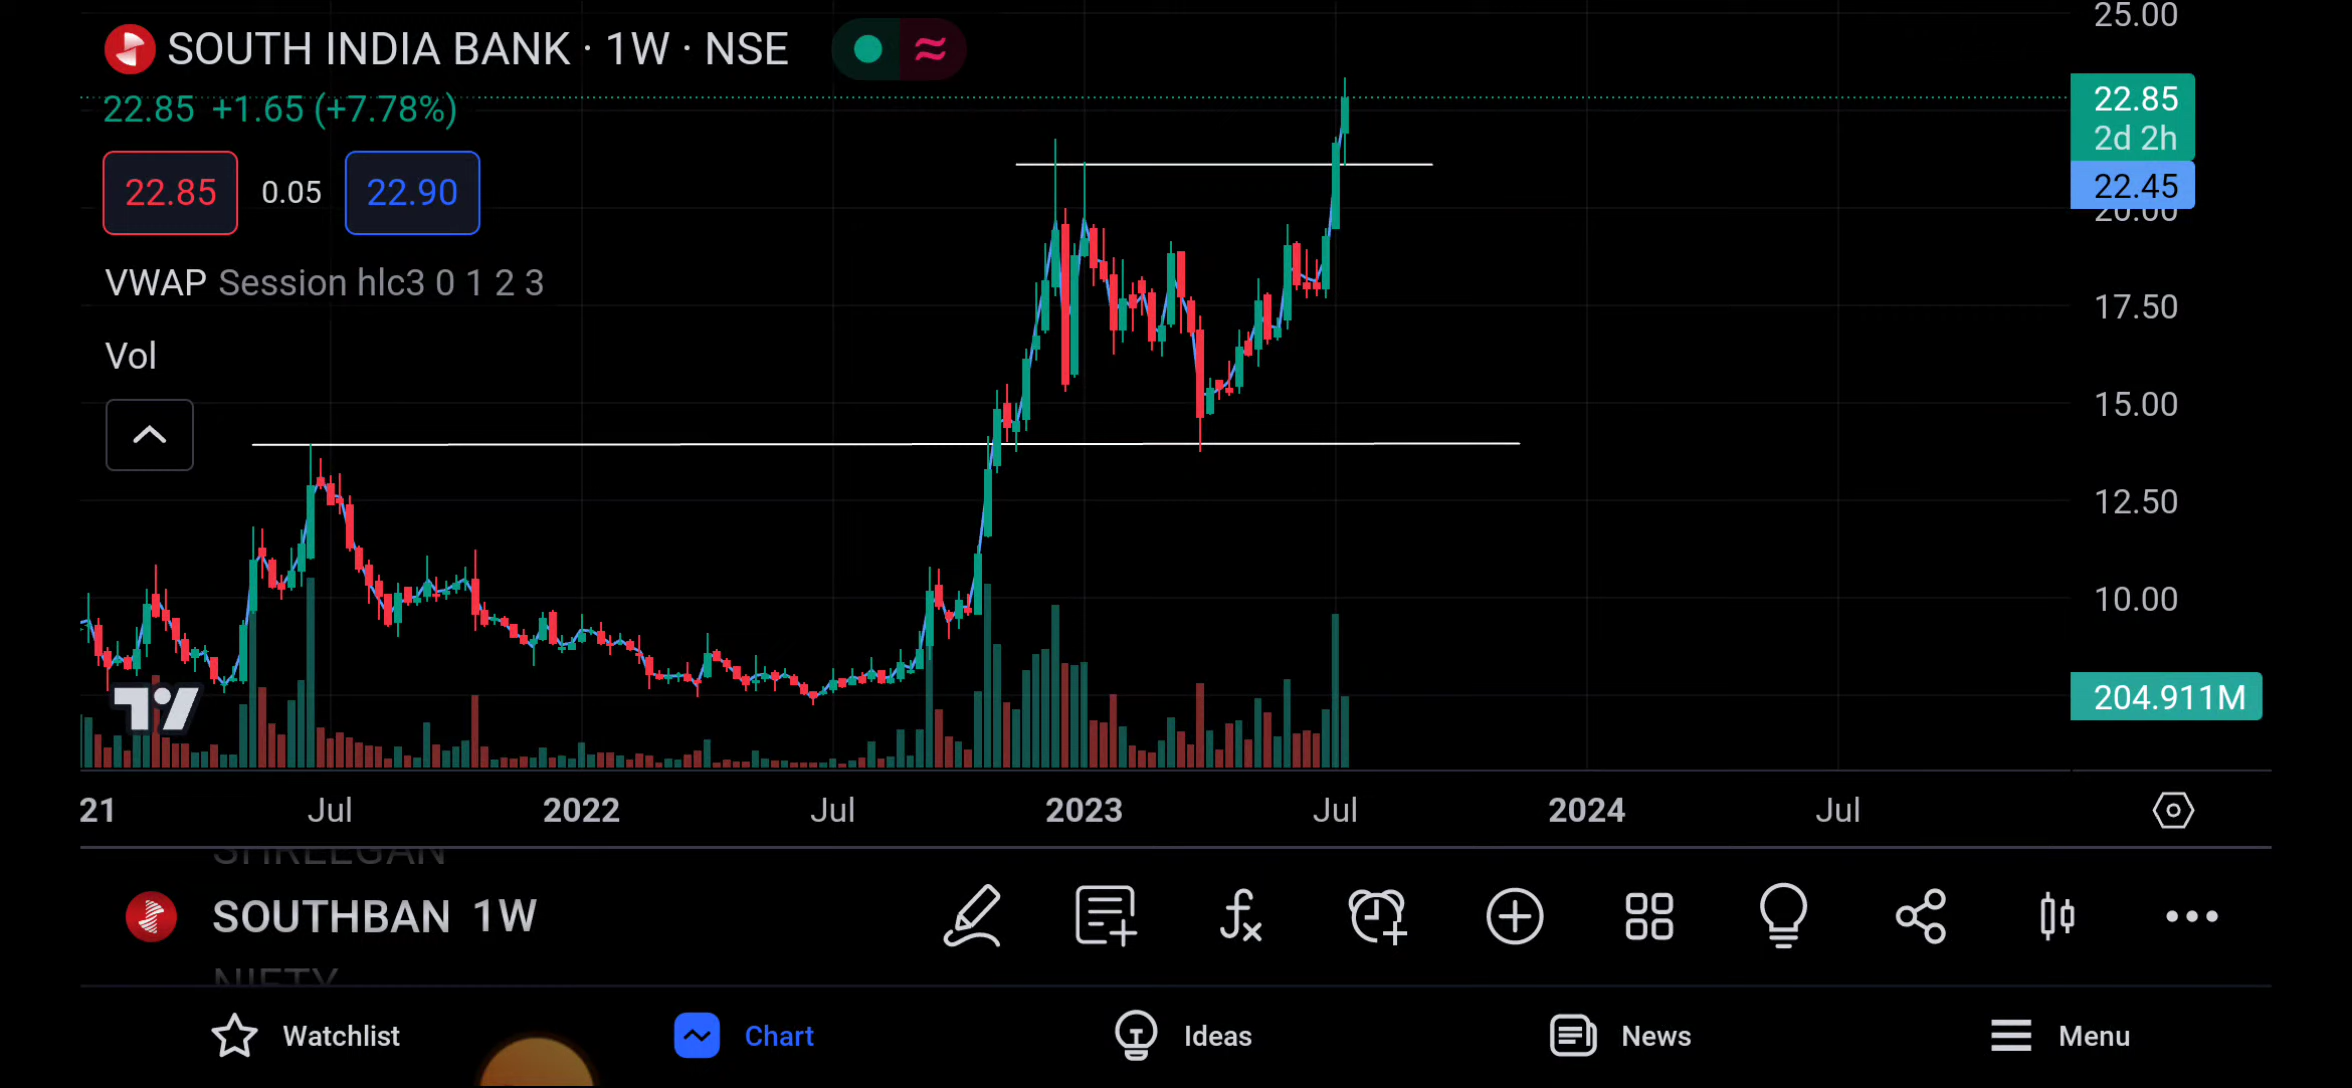 25.00
SOUTH INDIA BANK · 1W · NSE
22.85 +1.65 (+7.78%)
22.85
2d 2h
22.85 0.05 22.90
22.45
20.00
VWAP Session hlc3 0 1 2 3
17.50
Vol
15.00
12.50
10.00
204.911M
21 Jul 2022 Jul 2023 Jul 2024 Jul
SHREEGAN
SOUTHBAN 1W
NIFTY
Watchlist Chart Ideas News Menu